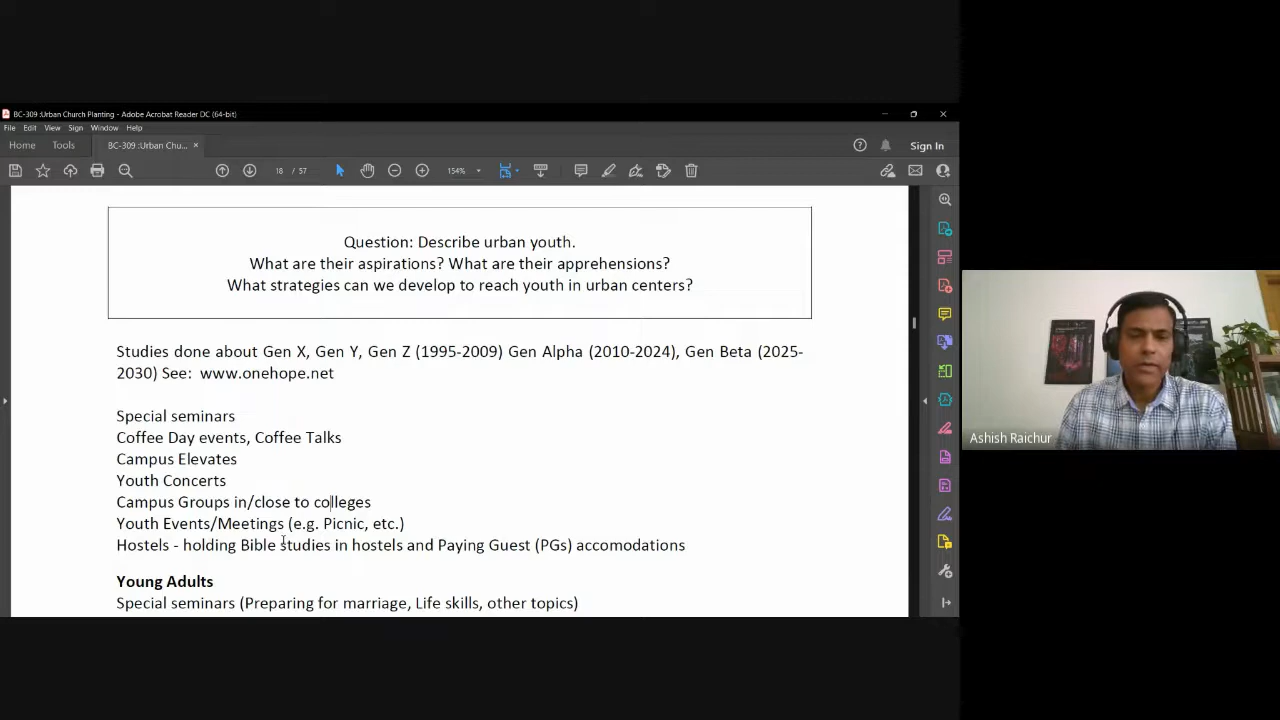 BC-309 :Urban Church Planting - Adobe Acrobat Reader DC (64-bit)
File Edit View Sign Window Help
Home Tools BC-309 :Urban Chu... ×
Sign In
18 / 57
154%
Question: Describe urban youth.
What are their aspirations? What are their apprehensions?
What strategies can we develop to reach youth in urban centers?
Studies done about Gen X, Gen Y, Gen Z (1995-2009) Gen Alpha (2010-2024), Gen Beta (2025-
2030) See: www.onehope.net
Special seminars
Coffee Day events, Coffee Talks
Campus Elevates
Youth Concerts
Campus Groups in/close to colleges
Youth Events/Meetings (e.g. Picnic, etc.)
Hostels - holding Bible studies in hostels and Paying Guest (PGs) accomodations
Young Adults
Special seminars (Preparing for marriage, Life skills, other topics)
Ashish Raichur